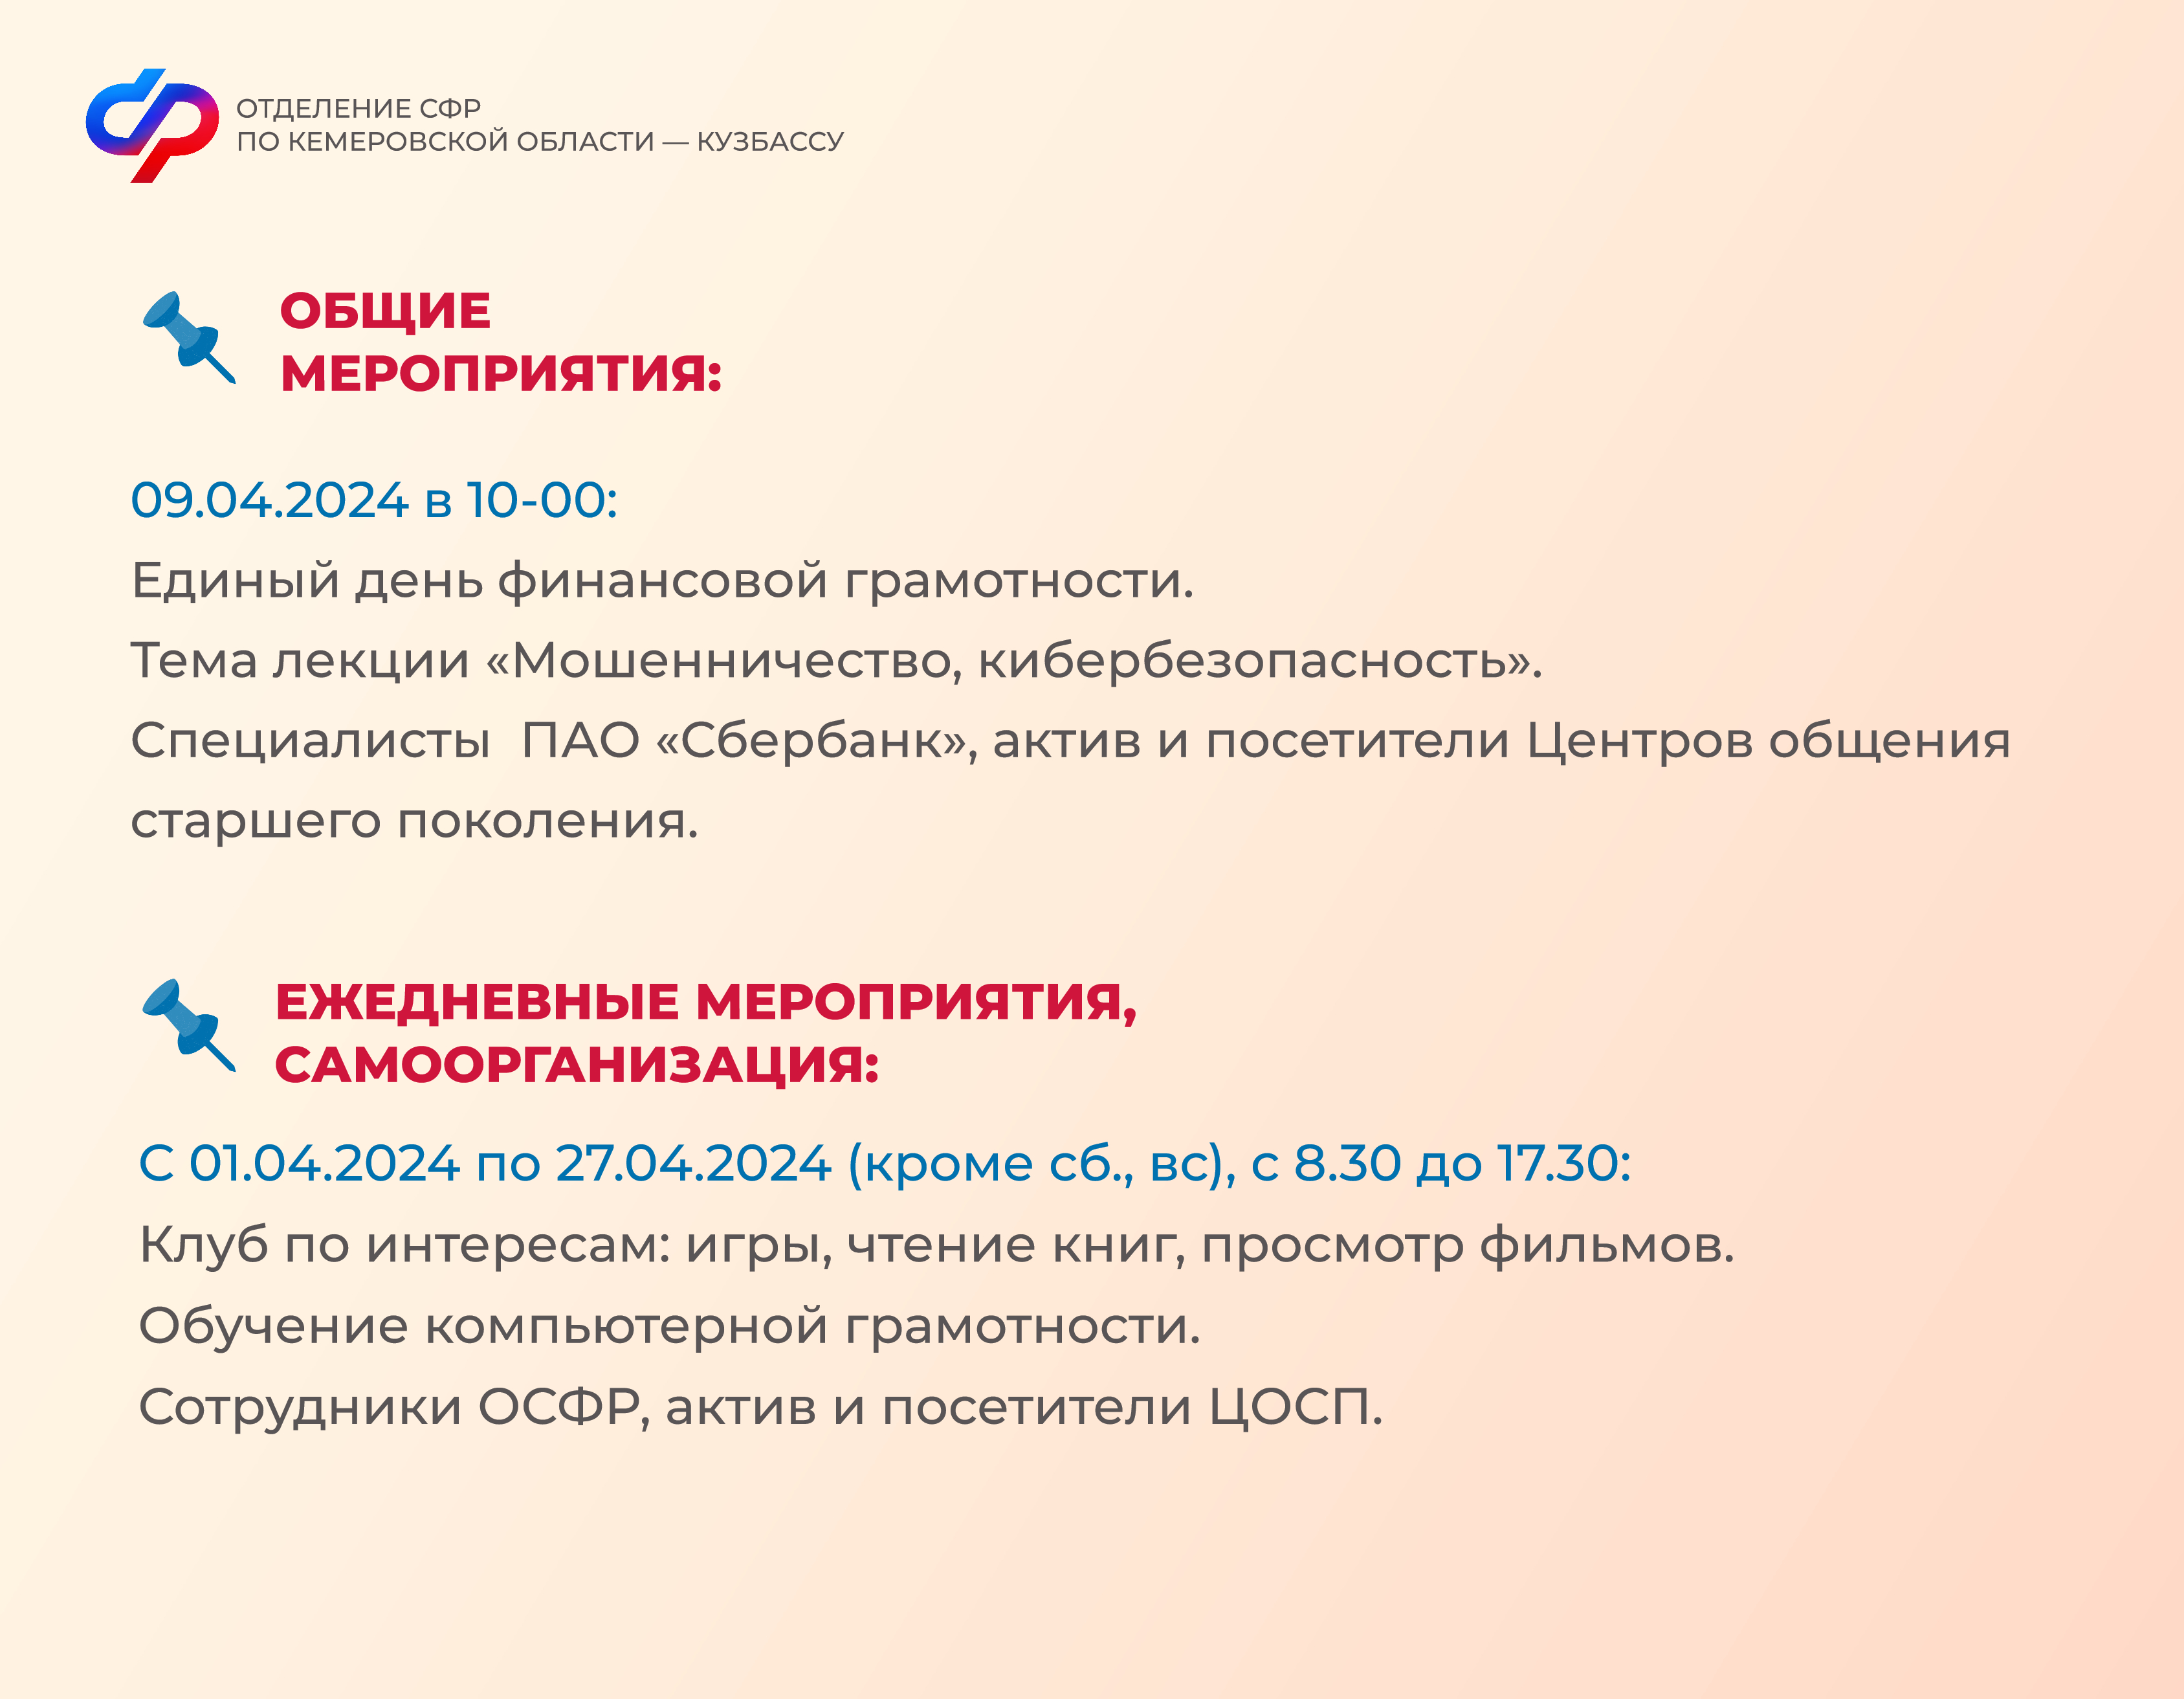 ОТДЕЛЕНИЕ СФР
ПО КЕМЕРОВСКОЙ ОБЛАСТИ — КУЗБАССУ
ОБЩИЕ
МЕРОПРИЯТИЯ:
09.04.2024 в 10-00:
Единый день финансовой грамотности.
Тема лекции «Мошенничество, кибербезопасность».
Специалисты ПАО «Сбербанк», актив и посетители Центров общения
старшего поколения.
ЕЖЕДНЕВНЫЕ МЕРОПРИЯТИЯ,
САМООРГАНИЗАЦИЯ:
С 01.04.2024 по 27.04.2024 (кроме сб., вс), с 8.30 до 17.30:
Клуб по интересам: игры, чтение книг, просмотр фильмов.
Обучение компьютерной грамотности.
Сотрудники ОСФР, актив и посетители ЦОСП.